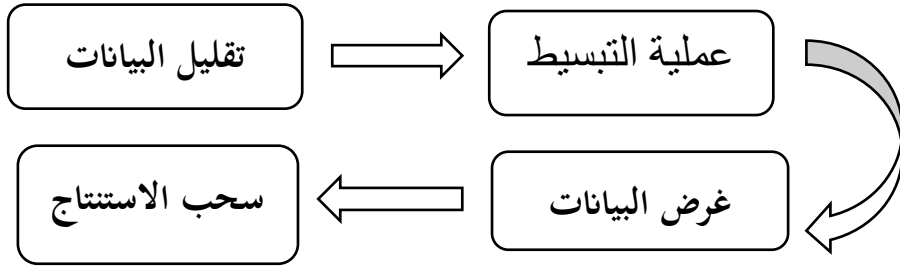 تقليل البيانات
عملية التبسيط
غرض البيانات
سحب الاستنتاج